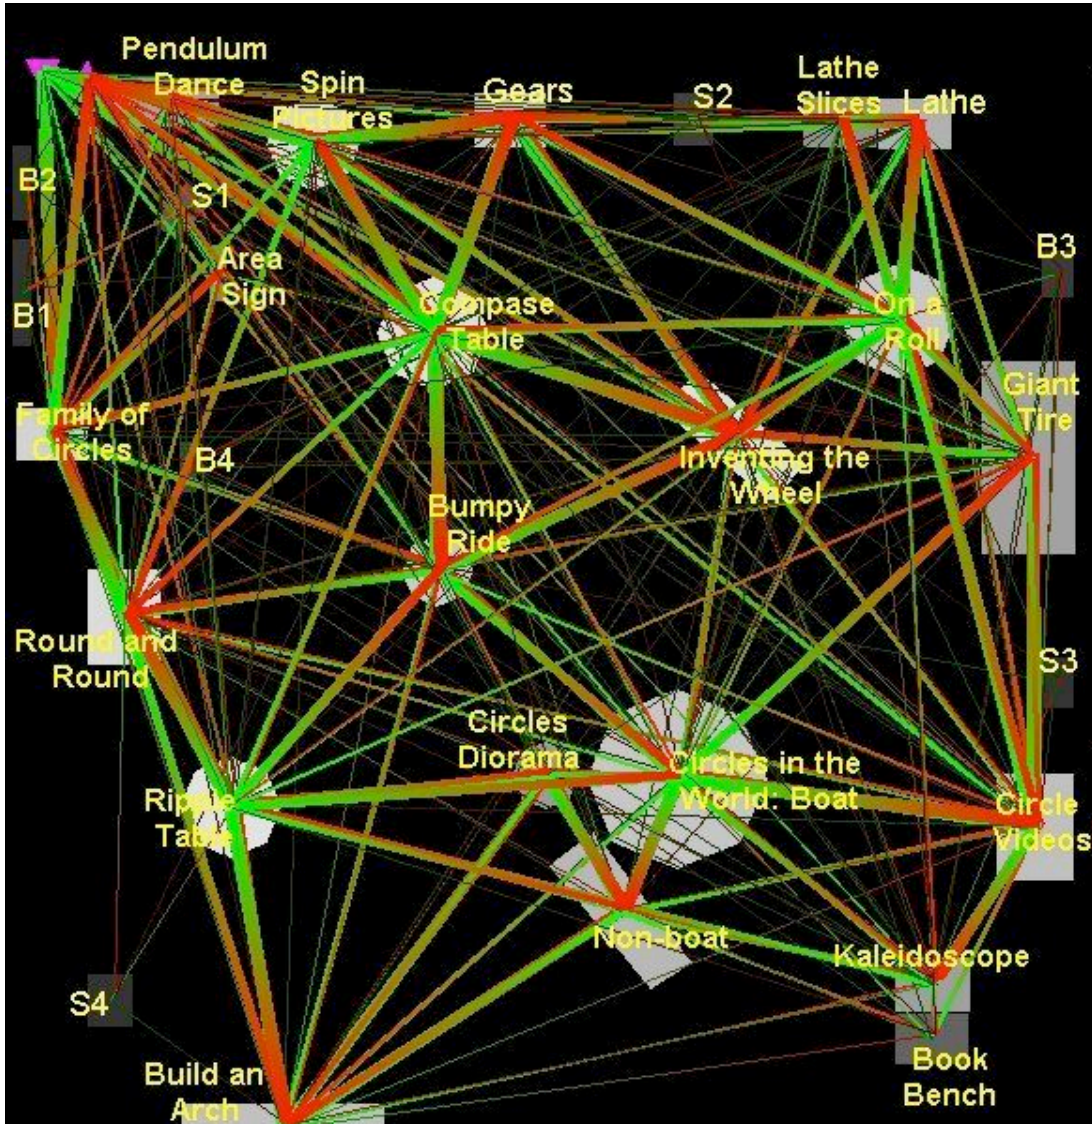 Pendulum
Dance
Spin
Pictures
Gears
S2
Lathe
Slices
Lathe
B2
S1
B3
Area
Sign
B1
Compase
Table
On a
Roll
Giant
Tire
Family of
Circles
B4
Inventing the
Wheel
Bumpy
Ride
Round and
Round
S3
Circles
Diorama
Circles in the
World: Boat
Ripple
Table
Circle
Videos
Non-boat
Kaleidoscope
S4
Build an
Arch
Book
Bench